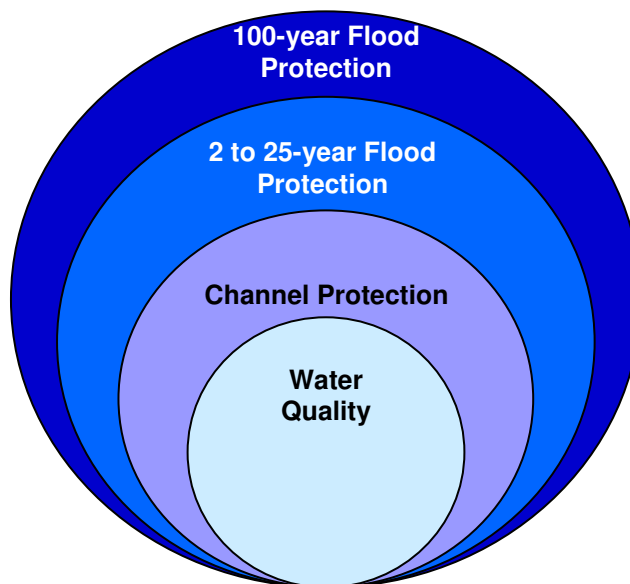 100-year Flood
Protection
2 to 25-year Flood
Protection
Channel Protection
Water
Quality